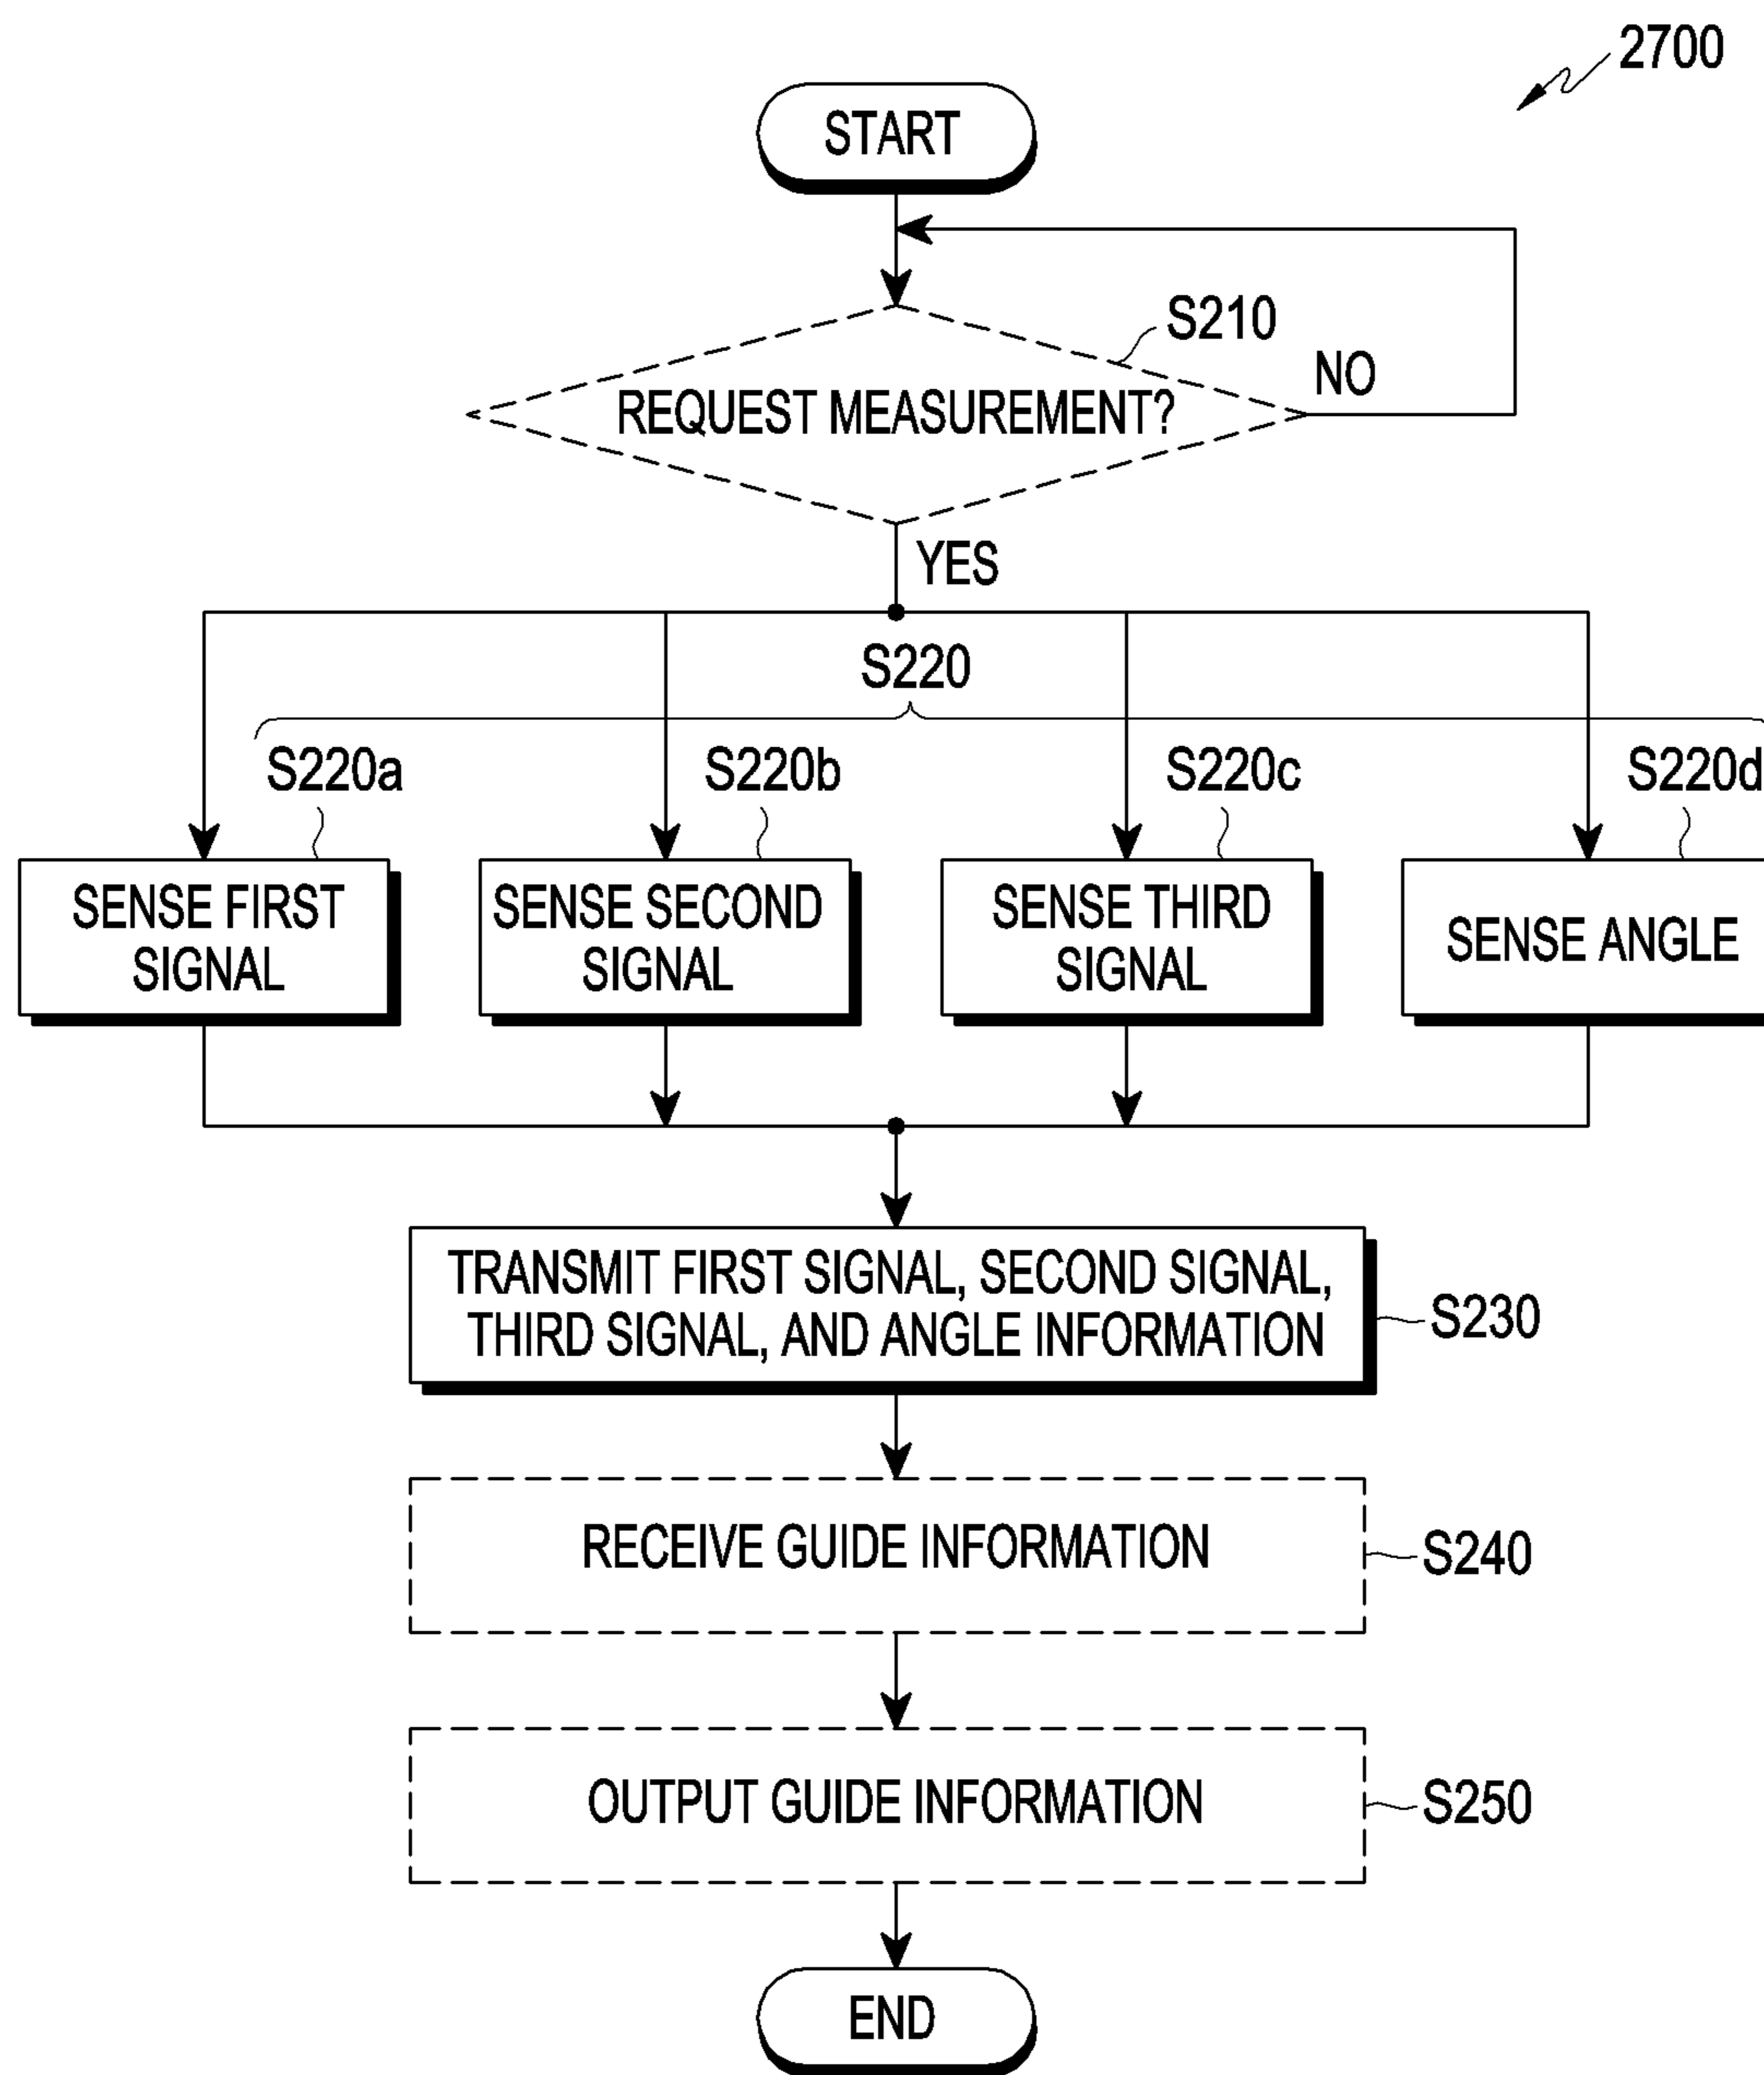 2700
START
S210
REQUEST MEASUREMENT?
NO
YES
S220
S220a
S220b
S220c
S220d
SENSE FIRST
SIGNAL
SENSE SECOND
SIGNAL
SENSE THIRD
SIGNAL
SENSE ANGLE
TRANSMIT FIRST SIGNAL, SECOND SIGNAL,
THIRD SIGNAL, AND ANGLE INFORMATION
S230
RECEIVE GUIDE INFORMATION
S240
OUTPUT GUIDE INFORMATION
S250
END